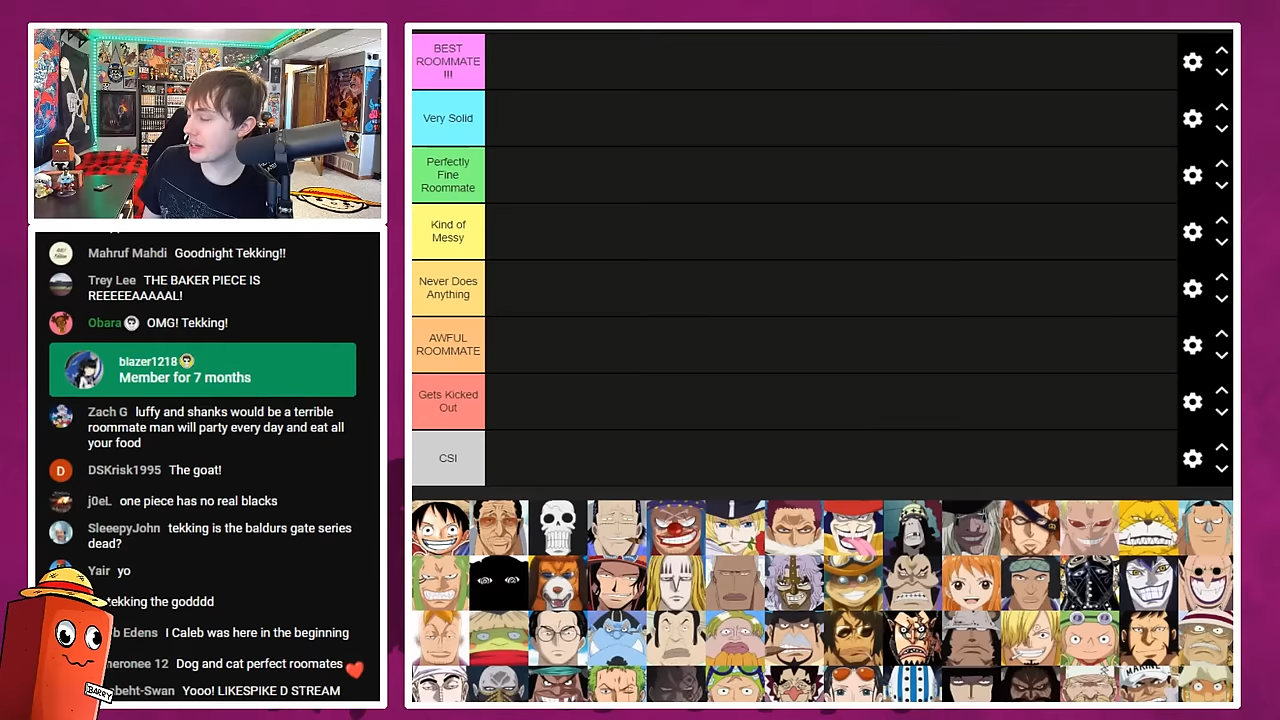 BEST
ROOMMATE
!!!
Very Solid
Perfectly
Fine
Roommate
Kind of
Messy
Never Does
Anything
AWFUL
ROOMMATE
Gets Kicked
Out
CSI
Mahruf Mahdi Goodnight Tekking!!
Trey Lee THE BAKER PIECE IS
REEEEEAAAAAL!
Obara OMG! Tekking!
blazer1218
Member for 7 months
Zach G luffy and shanks would be a terrible
roommate man will party every day and eat all
your food
D
DSKrisk1995 The goat!
j0eL one piece has no real blacks
SleeepyJohn tekking is the baldurs gate series
dead?
Yair yo
tekking the godddd
Edens I Caleb was here in the beginning
12 Dog and cat perfect roomates
Yooo! LIKESPIKE D STREAM
BARRY